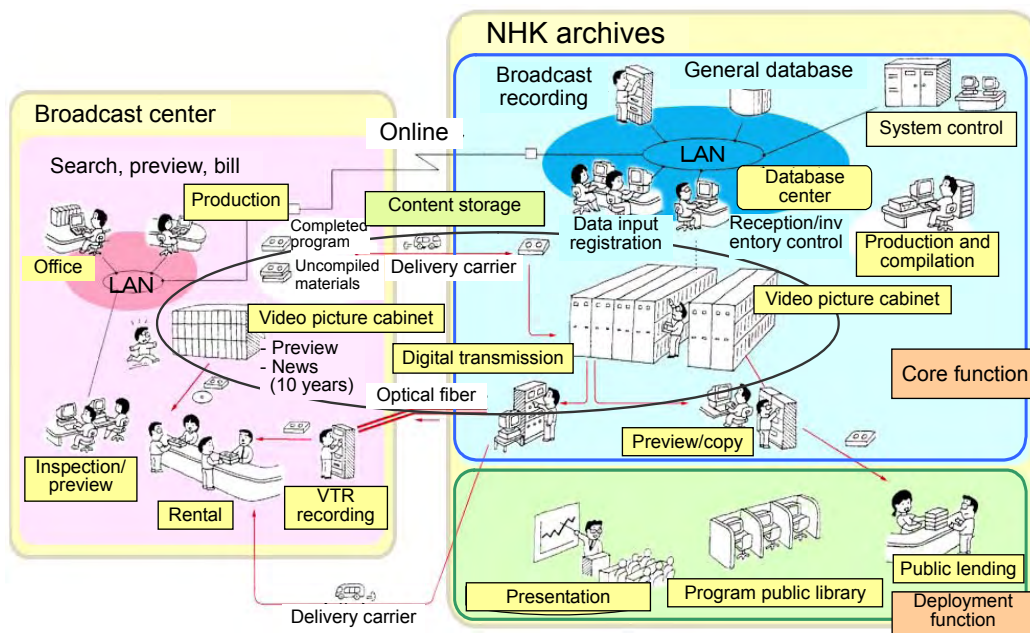 NHK archives
Broadcast center
Broadcast
recording
General database
System control
Online
LAN
Database
center
Search, preview, bill
Production
Content storage
Data input
registration
Reception/inv
entory control
Production and
compilation
Completed
program
Uncompiled
materials
Delivery carrier
Office
LAN
Video picture cabinet
Video picture cabinet
- Preview
- News
(10 years)
Digital transmission
Core function
Optical fiber
Preview/copy
Inspection/
preview
Rental
VTR
recording
Delivery carrier
Presentation
Program public library
Public lending
Deployment
function